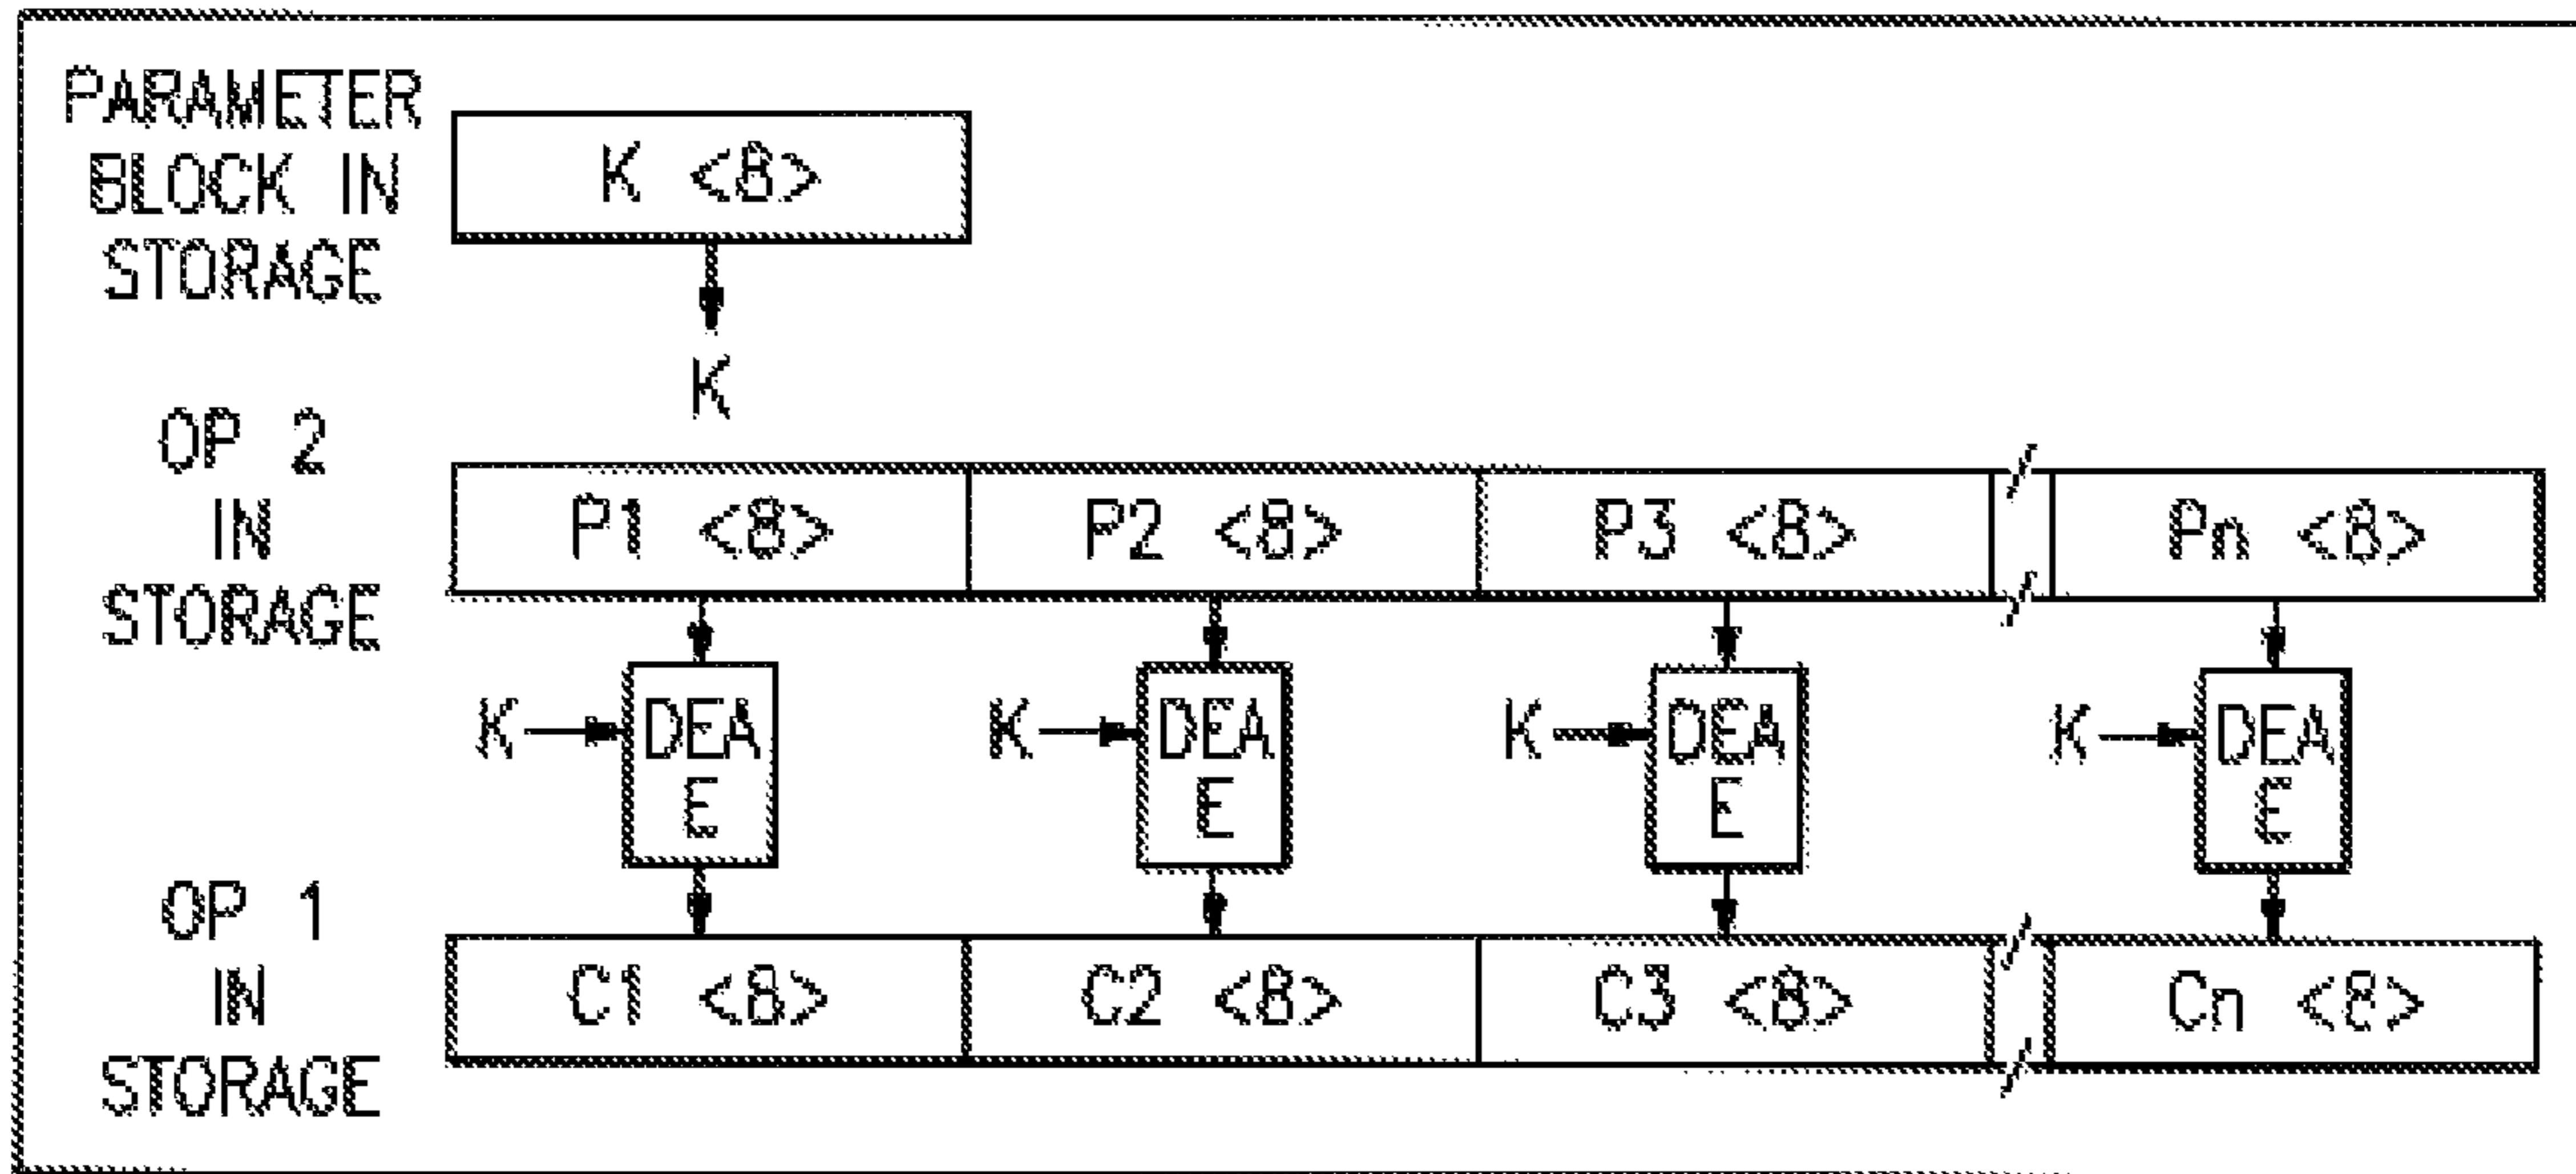 PARAMETER
BLOCK IN
STORAGE
K <8>
K
OP 2
IN
STORAGE
P1 <8> P2 <8> P3 <8> Pn <8>
K DEA K DEA K DEA K DEA
E E E E
OP 1
IN
STORAGE
C1 <8> C2 <8> C3 <8> Cn <8>